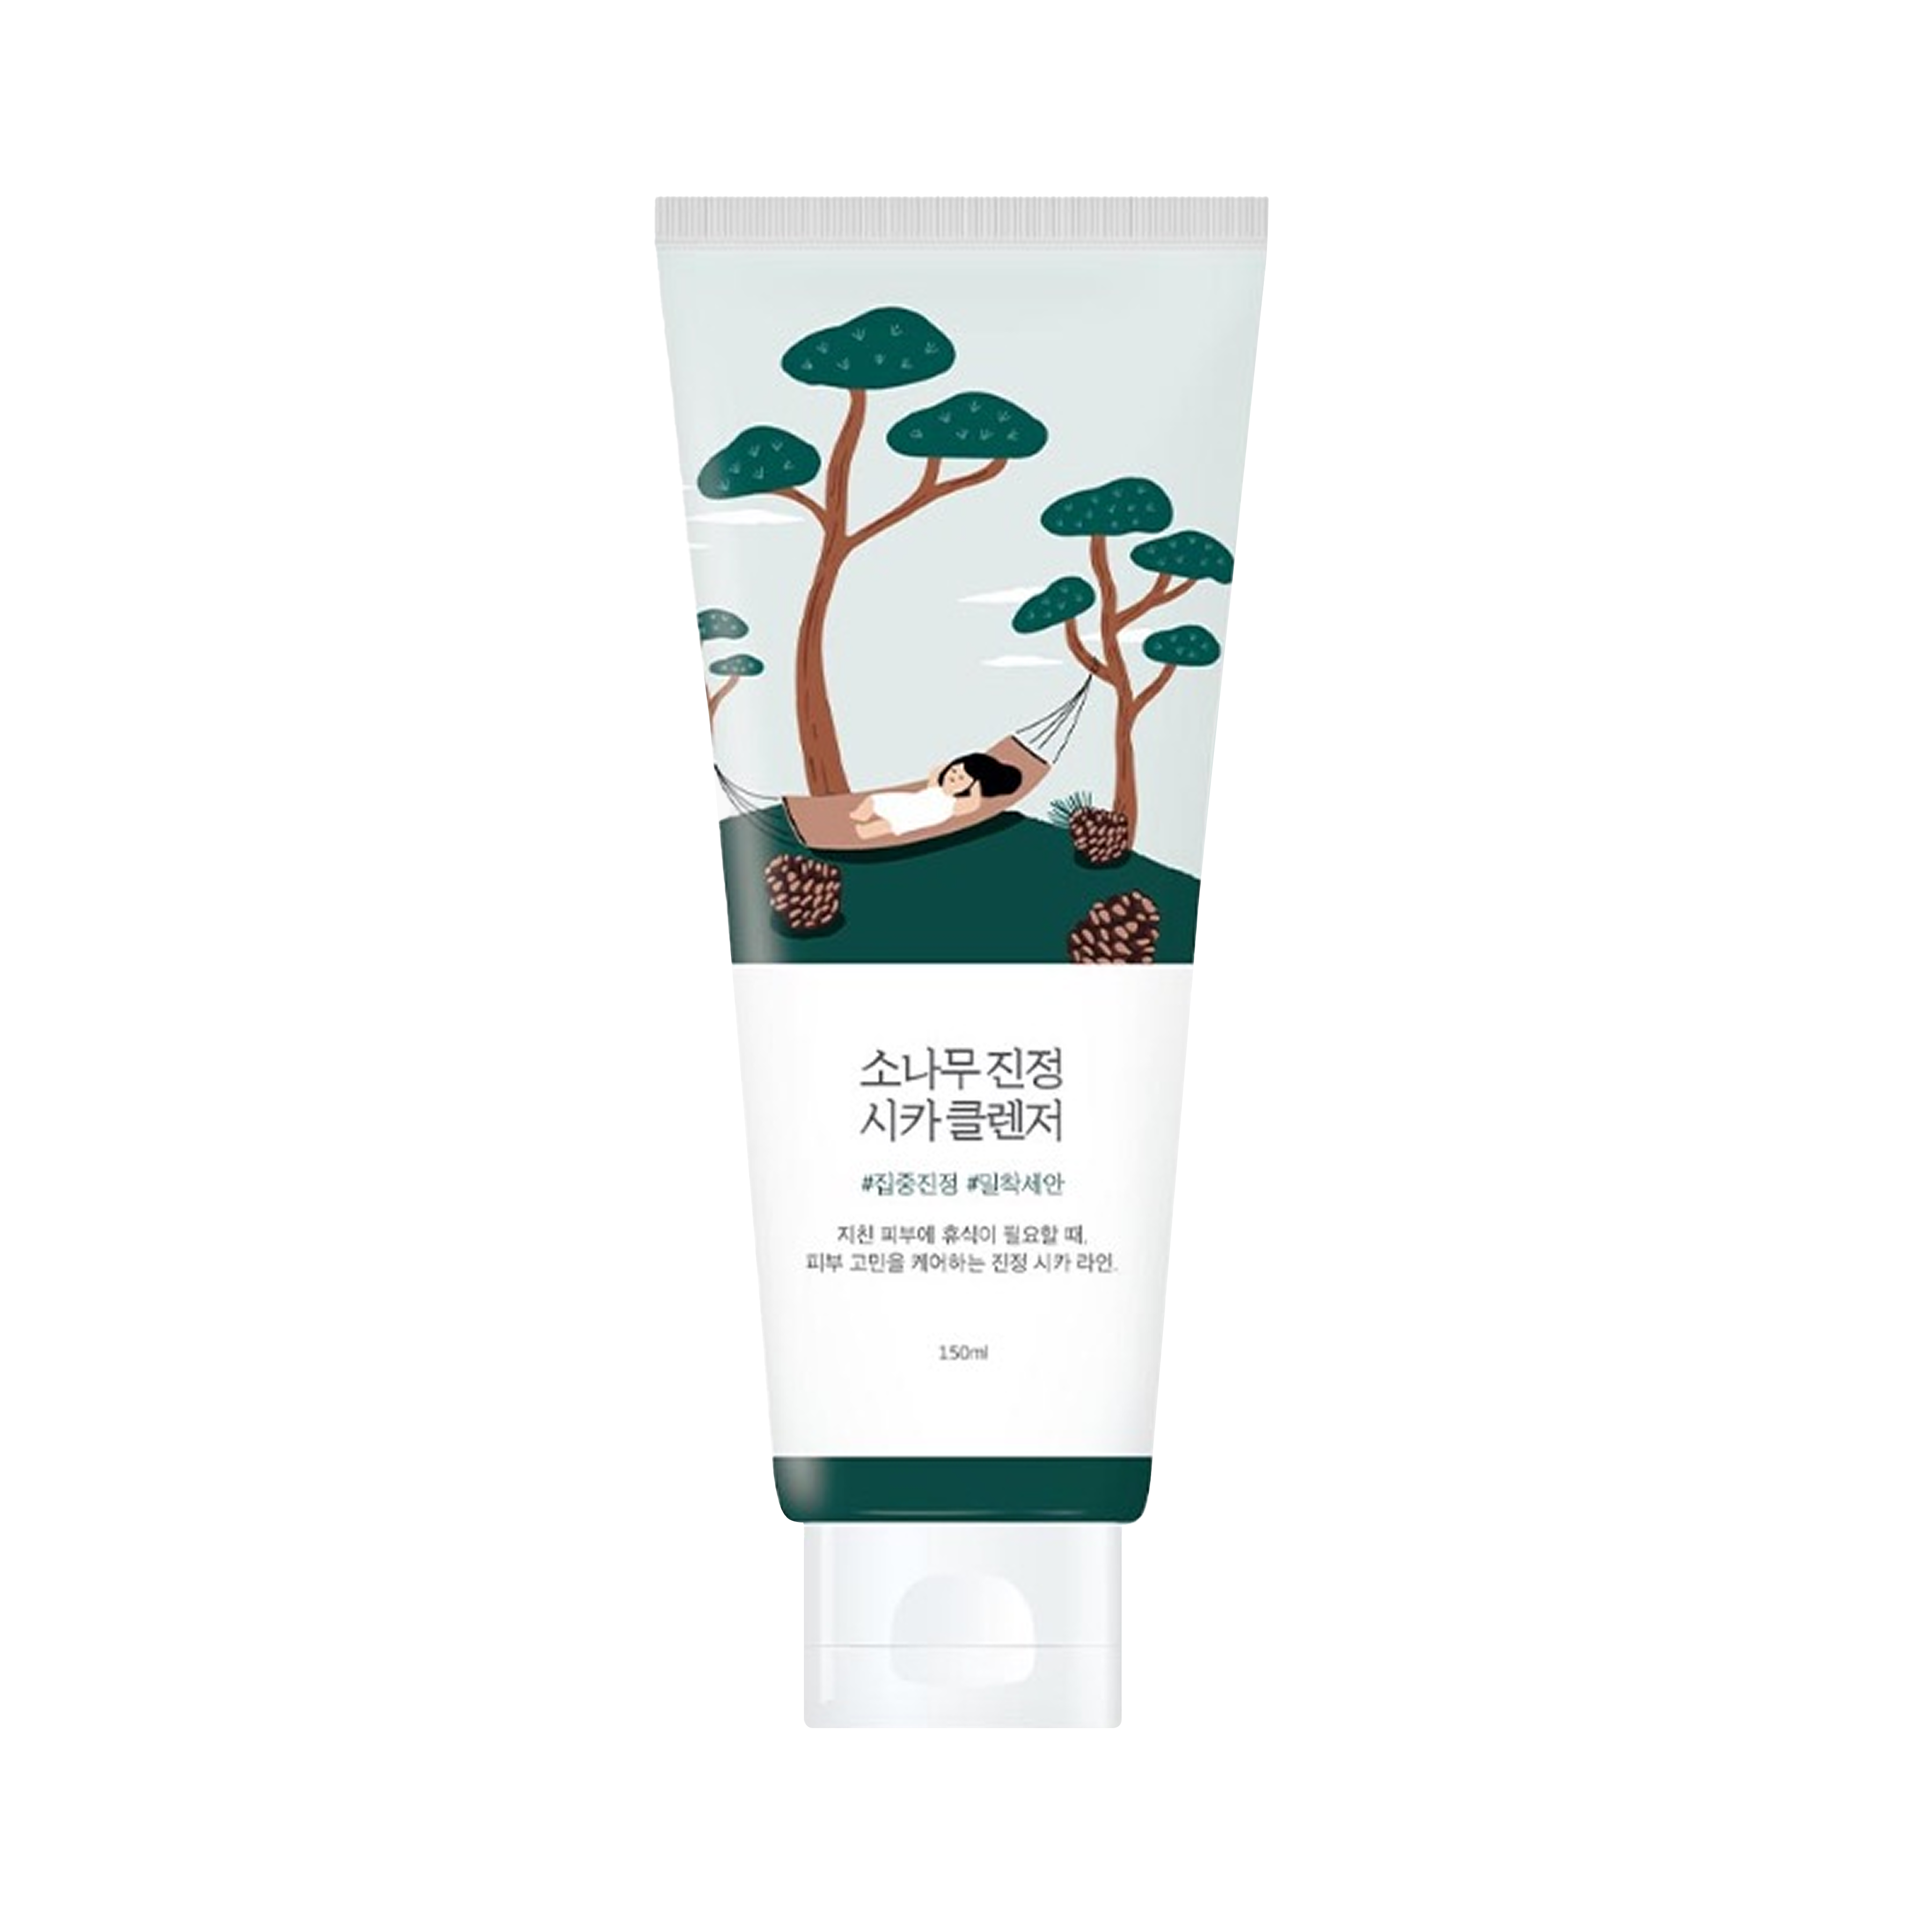 소나무 진정
시카 클렌저
#집중진정 #밀착세안
지친 피부에 휴식이 필요할 때,
피부 고민을 케어하는 진정 시카 라인.
150ml